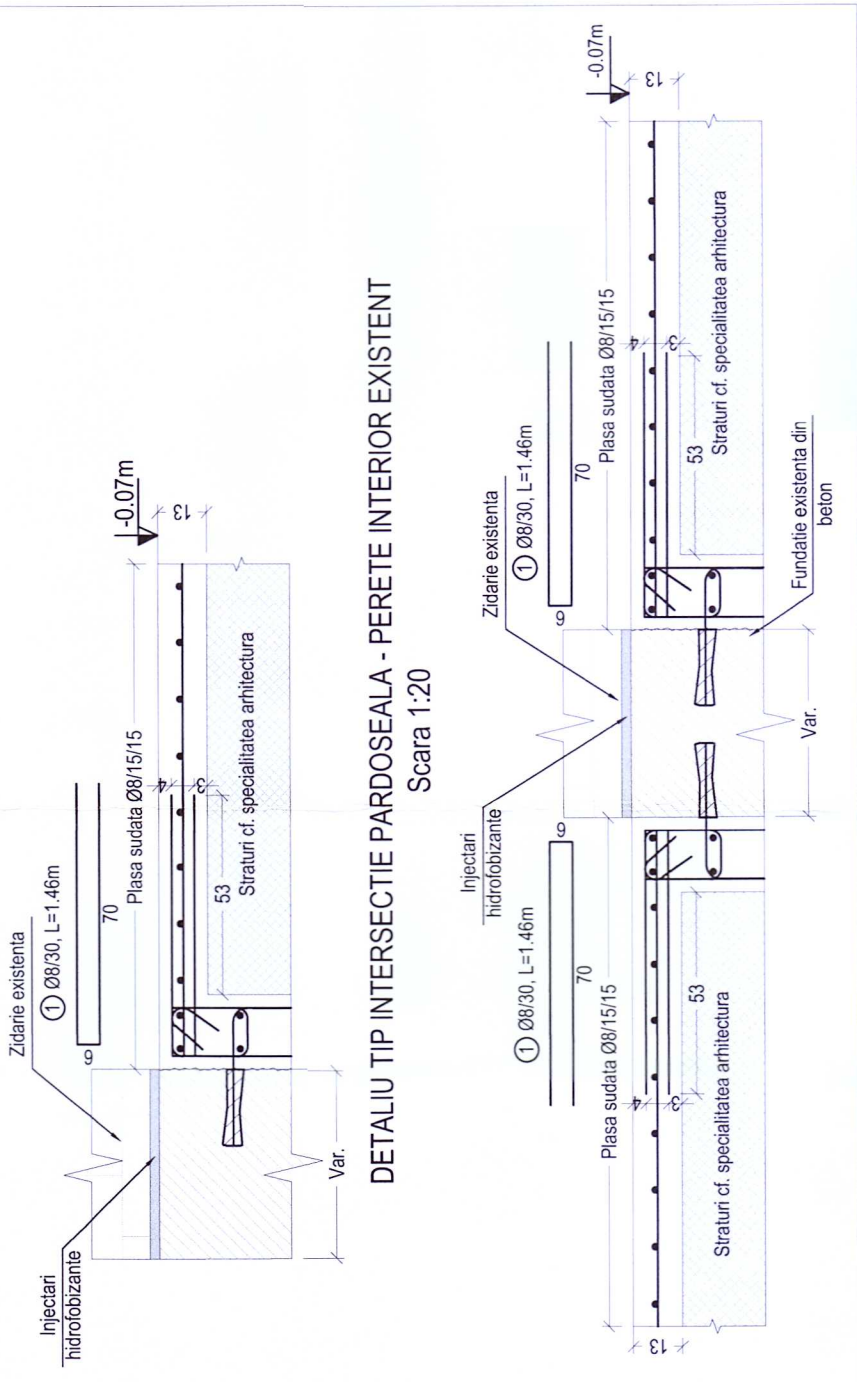 Zidarie existenta
Injectari
hidrofobizante
① Ø8/30, L=1.46m
70
6
Plasa sudata Ø8/15/15
-0.07m
13
4
3
53
Straturi cf. specialitatea arhitectura
Var.
DETALIU TIP INTERSECTIE PARDOSEALA - PERETE INTERIOR EXISTENT
Scara 1:20
Injectari
hidrofobizante
Zidarie existenta
① Ø8/30, L=1.46m
70
6
① Ø8/30, L=1.46m
70
6
Plasa sudata Ø8/15/15
Plasa sudata Ø8/15/15
-0.07m
13
13
4
3
4
3
53
53
Straturi cf. specialitatea arhitectura
Straturi cf. specialitatea arhitectura
Var.
Fundatie existenta din
beton